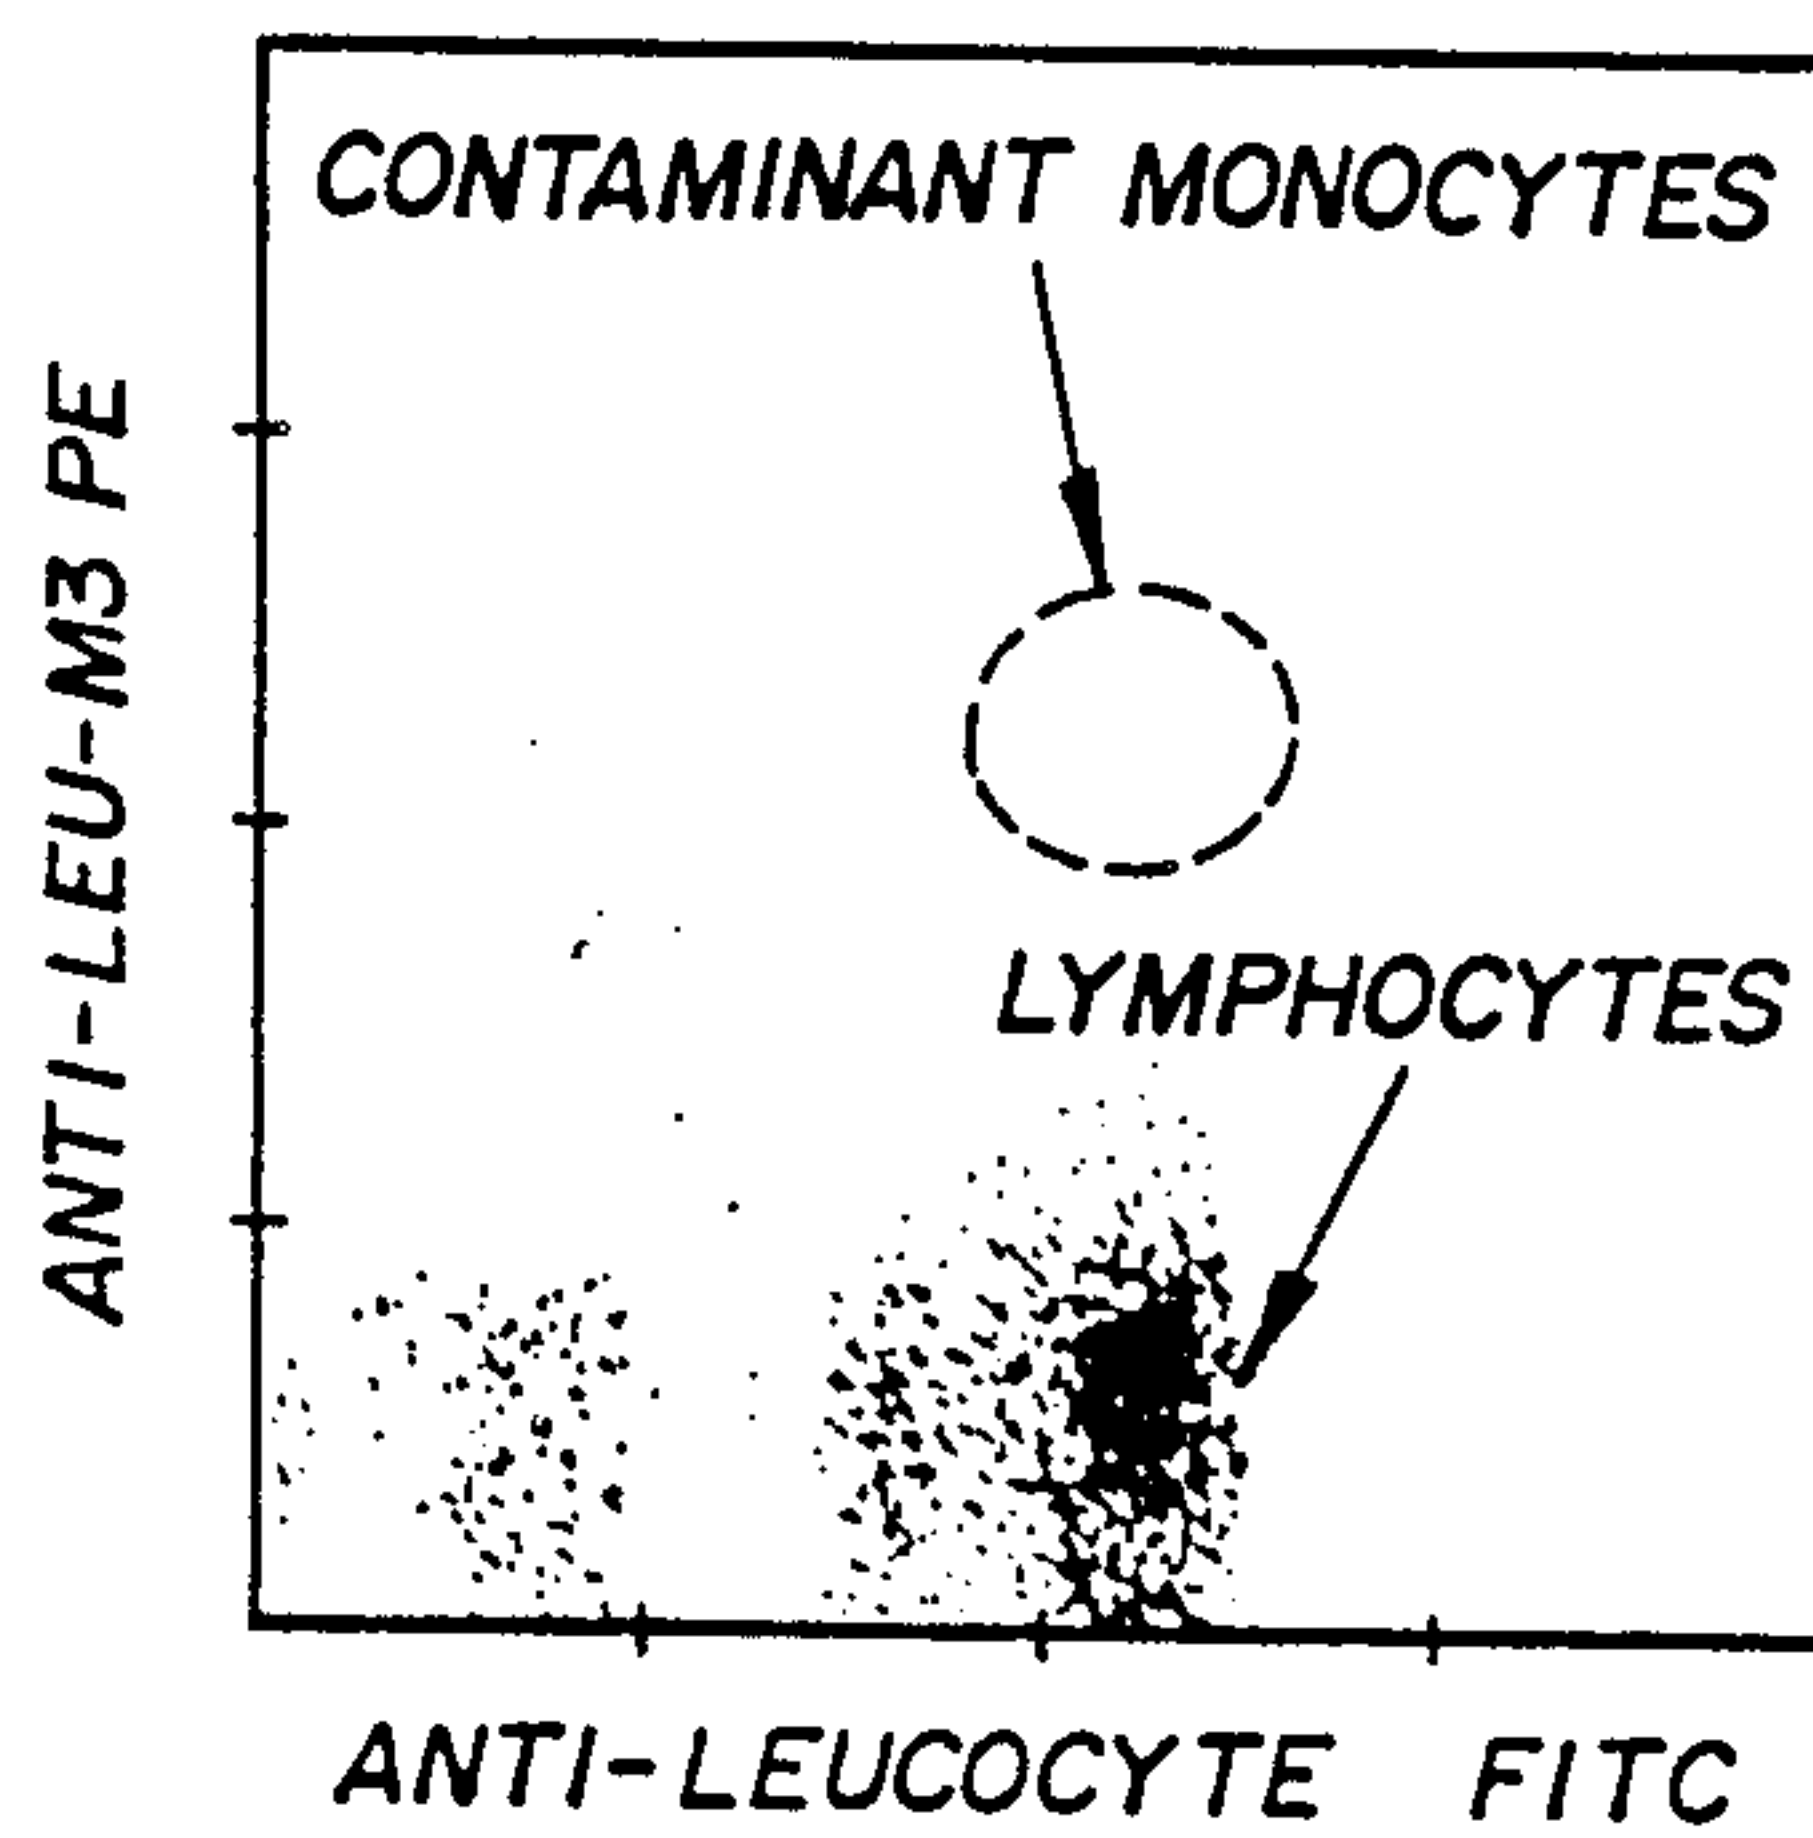 CONTAMINANT MONOCYTES
ANTI-LEU-M3 PE
LYMPHOCYTES
ANTI-LEUCOCYTE FITC